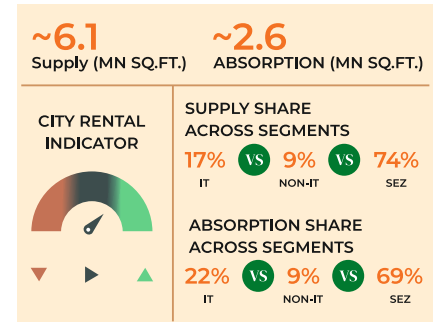 ~6.1
Supply (MN SQ.FT.)
~2.6
ABSORPTION (MN SQ.FT.)
CITY RENTAL
INDICATOR
SUPPLY SHARE
ACROSS SEGMENTS
17% VS 9% VS 74%
IT NON-IT SEZ
ABSORPTION SHARE
ACROSS SEGMENTS
22% VS 9% VS 69%
IT NON-IT SEZ